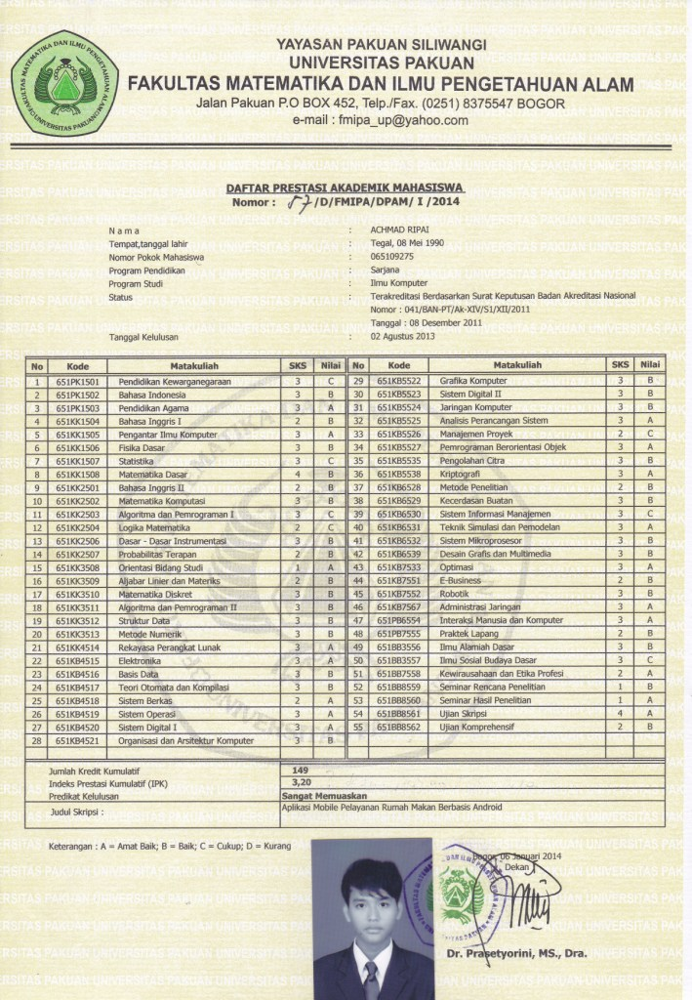 YAYASAN PAKUAN SILIWANGI
UNIVERSITAS PAKUAN
FAKULTAS MATEMATIKA DAN ILMU PENGETAHUAN ALAM
Jalan Pakuan P.O BOX 452, Telp./Fax. (0251) 8375547 BOGOR
e-mail : fmipa_up@yahoo.com
DAFTAR PRESTASI AKADEMIK MAHASISWA
Nomor : 57/D/FMIPA/DPAM/ I /2014
N a m a : ACHMAD RIPAI
Tempat,tanggal lahir : Tegal, 08 Mei 1990
Nomor Pokok Mahasiswa : 065109275
Program Pendidikan : Sarjana
Program Studi : Ilmu Komputer
Status : Terakreditasi Berdasarkan Surat Keputusan Badan Akreditasi Nasional
Nomor : 041/BAN-PT/Ak-XIV/S1/XII/2011
Tanggal : 08 Desember 2011
Tanggal Kelulusan : 02 Agustus 2013
No Kode Matakuliah SKS Nilai No Kode Matakuliah SKS Nilai
1 651PK1501 Pendidikan Kewarganegaraan 3 C 29 651KB5522 Grafika Komputer 3 B
2 651PK1502 Bahasa Indonesia 3 B 30 651KB5523 Sistem Digital II 3 B
3 651PK1503 Pendidikan Agama 3 A 31 651KB5524 Jaringan Komputer 3 B
4 651KK1504 Bahasa Inggris I 2 B 32 651KB5525 Analisis Perancangan Sistem 3 A
5 651KK1505 Pengantar Ilmu Komputer 3 A 33 651KB5526 Manajemen Proyek 2 C
6 651KK1506 Fisika Dasar 3 B 34 651KB5527 Pemrograman Berorientasi Objek 3 A
7 651KK1507 Statistika 3 C 35 651KB5535 Pengolahan Citra 3 B
8 651KK1508 Matematika Dasar 4 B 36 651KB5538 Kriptografi 3 A
9 651KK2501 Bahasa Inggris II 2 B 37 651KB6528 Metode Penelitian 2 B
10 651KK2502 Matematika Komputasi 3 B 38 651KB6529 Kecerdasan Buatan 3 B
11 651KK2503 Algoritma dan Pemrograman I 3 C 39 651KB6530 Sistem Informasi Manajemen 3 C
12 651KK2504 Logika Matematika 2 C 40 651KB6531 Teknik Simulasi dan Pemodelan 3 A
13 651KK2506 Dasar - Dasar Instrumentasi 3 B 41 651KB6532 Sistem Mikroprosesor 3 B
14 651KK2507 Probabilitas Terapan 2 B 42 651KB6539 Desain Grafis dan Multimedia 3 B
15 651KK3508 Orientasi Bidang Studi 1 A 43 651KB7533 Optimasi 3 A
16 651KK3509 Aljabar Linier dan Materiks 2 B 44 651KB7551 E-Business 2 B
17 651KK3510 Matematika Diskret 3 B 45 651KB7552 Robotik 3 B
18 651KK3511 Algoritma dan Pemrograman II 3 B 46 651KB7567 Administrasi Jaringan 3 A
19 651KK3512 Struktur Data 3 B 47 651PB6554 Interaksi Manusia dan Komputer 3 A
20 651KK3513 Metode Numerik 3 B 48 651PB7555 Praktek Lapang 2 B
21 651KK4514 Rekayasa Perangkat Lunak 3 A 49 651BB3556 Ilmu Alamiah Dasar 3 B
22 651KB4515 Elektronika 3 A 50 651BB3557 Ilmu Sosial Budaya Dasar 3 C
23 651KB4516 Basis Data 3 B 51 651BB7558 Kewirausahaan dan Etika Profesi 2 A
24 651KB4517 Teori Otomata dan Kompilasi 3 B 52 651BB8559 Seminar Rencana Penelitian 1 B
25 651KB4518 Sistem Berkas 2 A 53 651BB8560 Seminar Hasil Penelitian 1 A
26 651KB4519 Sistem Operasi 3 A 54 651BB8561 Ujian Skripsi 4 A
27 651KB4520 Sistem Digital I 3 A 55 651BB8562 Ujian Komprehensif 2 B
28 651KB4521 Organisasi dan Arsitektur Komputer 3 B
Jumlah Kredit Kumulatif 149
Indeks Prestasi Kumulatif (IPK) 3,20
Predikat Kelulusan Sangat Memuaskan
Judul Skripsi : Aplikasi Mobile Pelayanan Rumah Makan Berbasis Android
Keterangan : A = Amat Baik; B = Baik; C = Cukup; D = Kurang
Bogor, 06 Januari 2014
Dekan
Dr. Prasetyorini, MS., Dra.